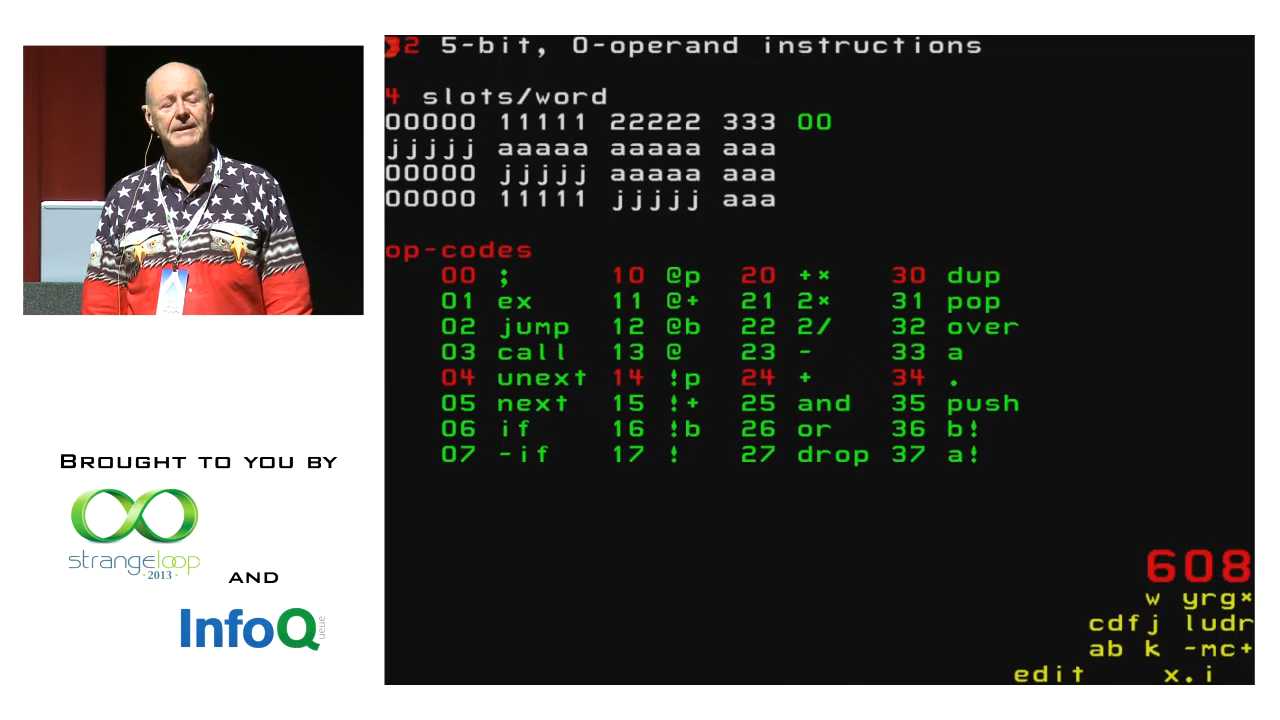 32 5-bit, 0-operand instructions
4 slots/word
00000 11111 22222 333 00
jjjjj aaaaa aaaaa aaa
00000 jjjjj aaaaa aaa
00000 11111 jjjjj aaa
op-codes
00 ; 10 @p 20 +* 30 dup
01 ex 11 @+ 21 2* 31 pop
02 jump 12 @b 22 2/ 32 over
03 call 13 @ 23 - 33 a
04 unext 14 !p 24 + 34 .
05 next 15 !+ 25 and 35 push
06 if 16 !b 26 or 36 b!
07 -if 17 ! 27 drop 37 a!
608
w yrg*
cdfj ludr
ab k -mc+
edit x.i
BROUGHT TO YOU BY
strangeloop
·2013·
AND
InfoQ
ueue